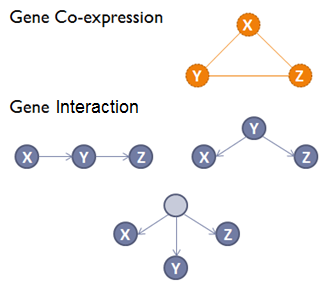 Gene Co-expression
X
Y Z
Gene Interaction
X Y Z
Y
X Z
X Z
Y